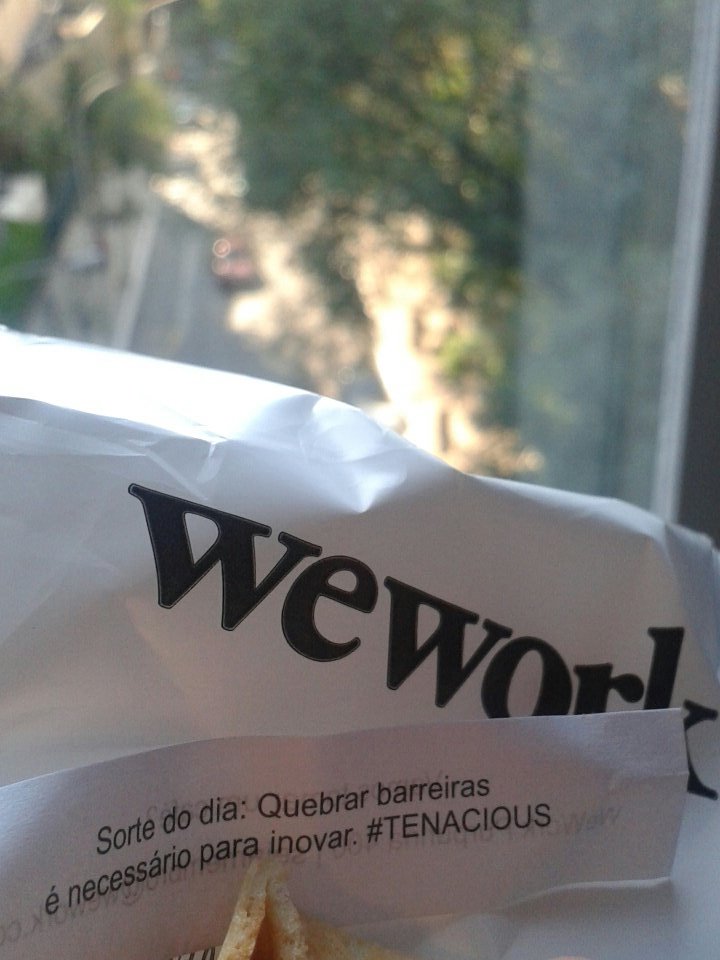 wework
Sorte do dia: Quebrar barreiras
é necessário para inovar. #TENACIOUS